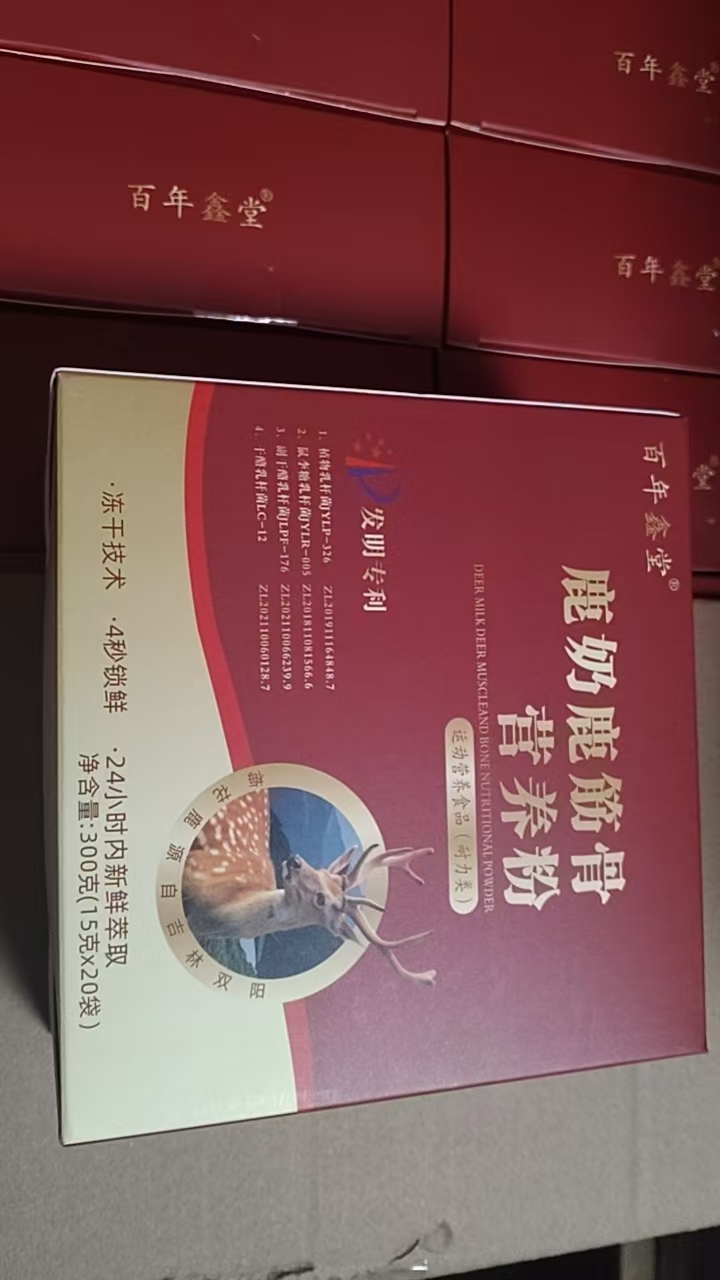 百年鑫堂®
百年鑫堂
百年鑫堂
百年鑫堂®
鹿奶鹿筋骨
营养粉
DEER MILK DEER MUSCLEAND BONE NUTRITIONAL POWDER
运动营养食品(耐力类)
发明专利
1、植物乳杆菌YLP-326 ZL201911164848.7
2、鼠李糖乳杆菌YLR-005 ZL201811081566.6
3、副干酪乳杆菌LPF-176 ZL202110066239.9
4、干酪乳杆菌LC-12 ZL202110060128.7
梅花鹿源自吉林双阳
·冻干技术 ·4秒锁鲜 ·24小时内新鲜萃取
净含量:300克(15克x20袋)